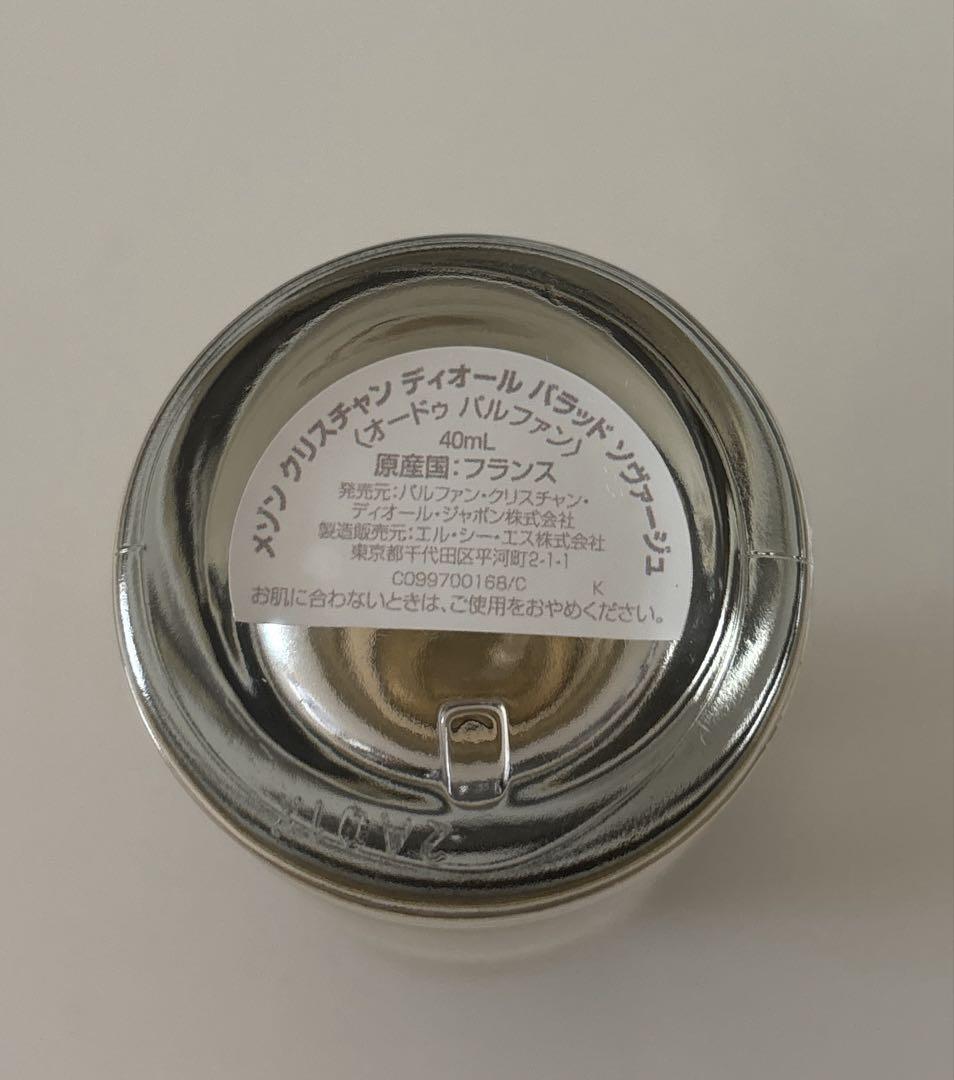 メゾン クリスチャン ディオール バラッド ソヴァージュ
(オードゥ パルファン)
40mL
原産国：フランス
発売元：パルファン・クリスチャン・
ディオール・ジャポン株式会社
製造販売元：エル・シー・エス株式会社
東京都千代田区平河町2-1-1
C099700168/C K
お肌に合わないときは、ご使用をおやめください。